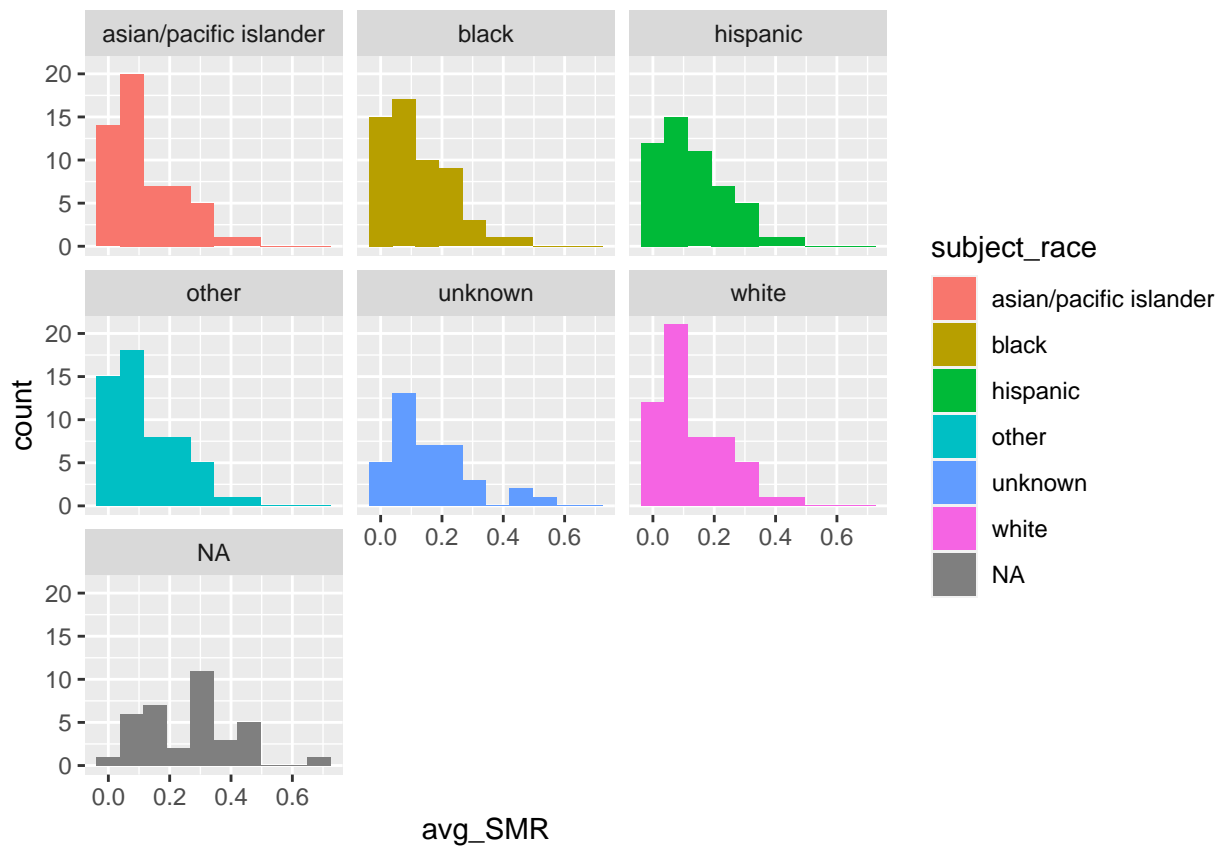 asian/pacific islander black hispanic
20
15
10
5
0
other unknown white
20
15
10
5
0
0.0 0.2 0.4 0.6 0.0 0.2 0.4 0.6
NA
20
15
10
5
0
0.0 0.2 0.4 0.6
count
avg_SMR
subject_race
asian/pacific islander
black
hispanic
other
unknown
white
NA